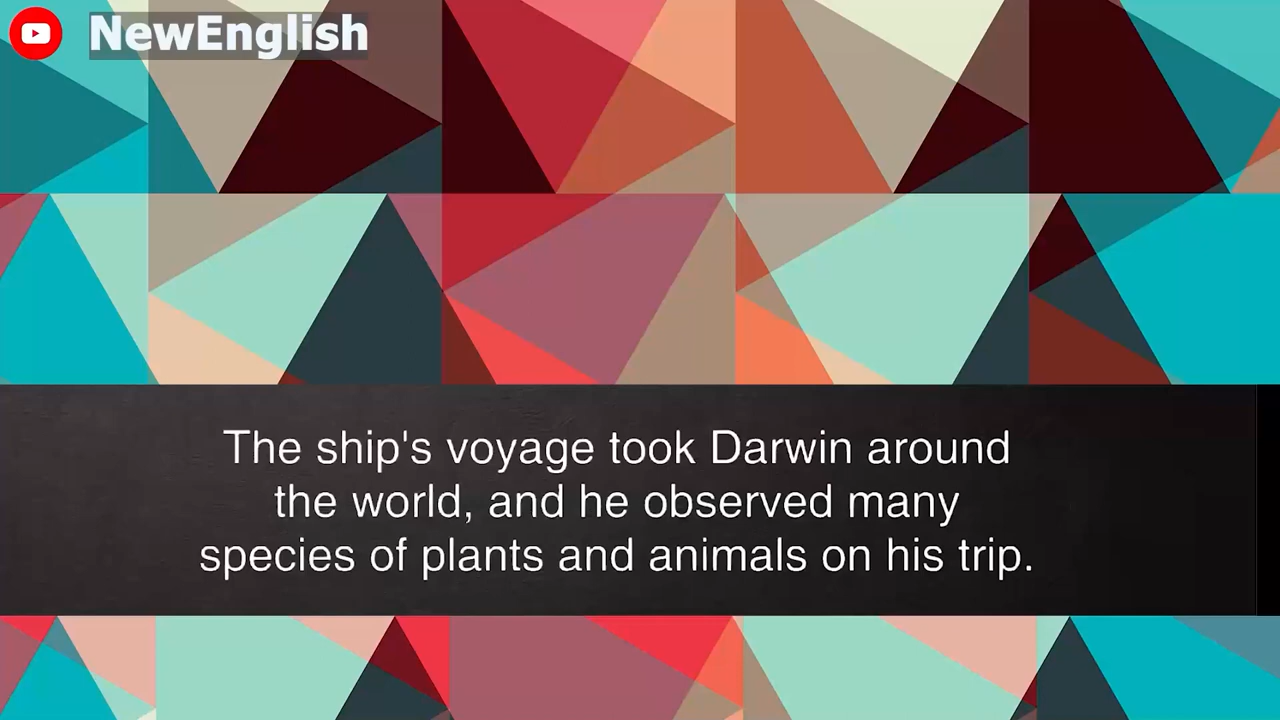 NewEnglish
The ship's voyage took Darwin around
the world, and he observed many
species of plants and animals on his trip.